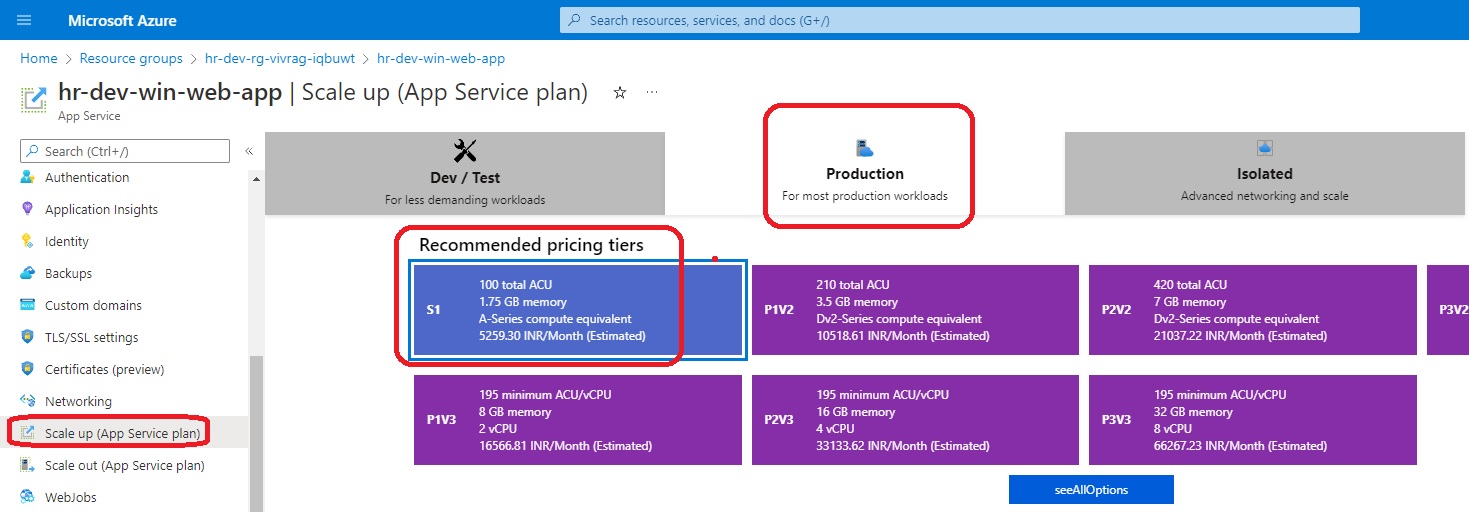 Microsoft Azure
Search resources, services, and docs (G+/)
Home > Resource groups > hr-dev-rg-vivrag-iqbuwt > hr-dev-win-web-app
hr-dev-win-web-app | Scale up (App Service plan) ☆ ...
App Service
Search (Ctrl+/) «
Authentication
Application Insights
Identity
Backups
Custom domains
TLS/SSL settings
Certificates (preview)
Networking
Scale up (App Service plan)
Scale out (App Service plan)
WebJobs
Dev / Test
For less demanding workloads
Production
For most production workloads
Isolated
Advanced networking and scale
Recommended pricing tiers
S1
100 total ACU
1.75 GB memory
A-Series compute equivalent
5259.30 INR/Month (Estimated)
P1V2
210 total ACU
3.5 GB memory
Dv2-Series compute equivalent
10518.61 INR/Month (Estimated)
P2V2
420 total ACU
7 GB memory
Dv2-Series compute equivalent
21037.22 INR/Month (Estimated)
P3V2
P1V3
195 minimum ACU/vCPU
8 GB memory
2 vCPU
16566.81 INR/Month (Estimated)
P2V3
195 minimum ACU/vCPU
16 GB memory
4 vCPU
33133.62 INR/Month (Estimated)
P3V3
195 minimum ACU/vCPU
32 GB memory
8 vCPU
66267.23 INR/Month (Estimated)
seeAllOptions